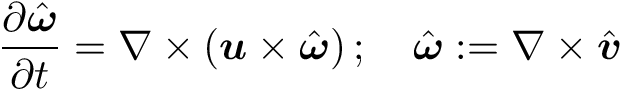 ∂ω̂/∂t = ∇ × (u × ω̂) ; ω̂ := ∇ × v̂